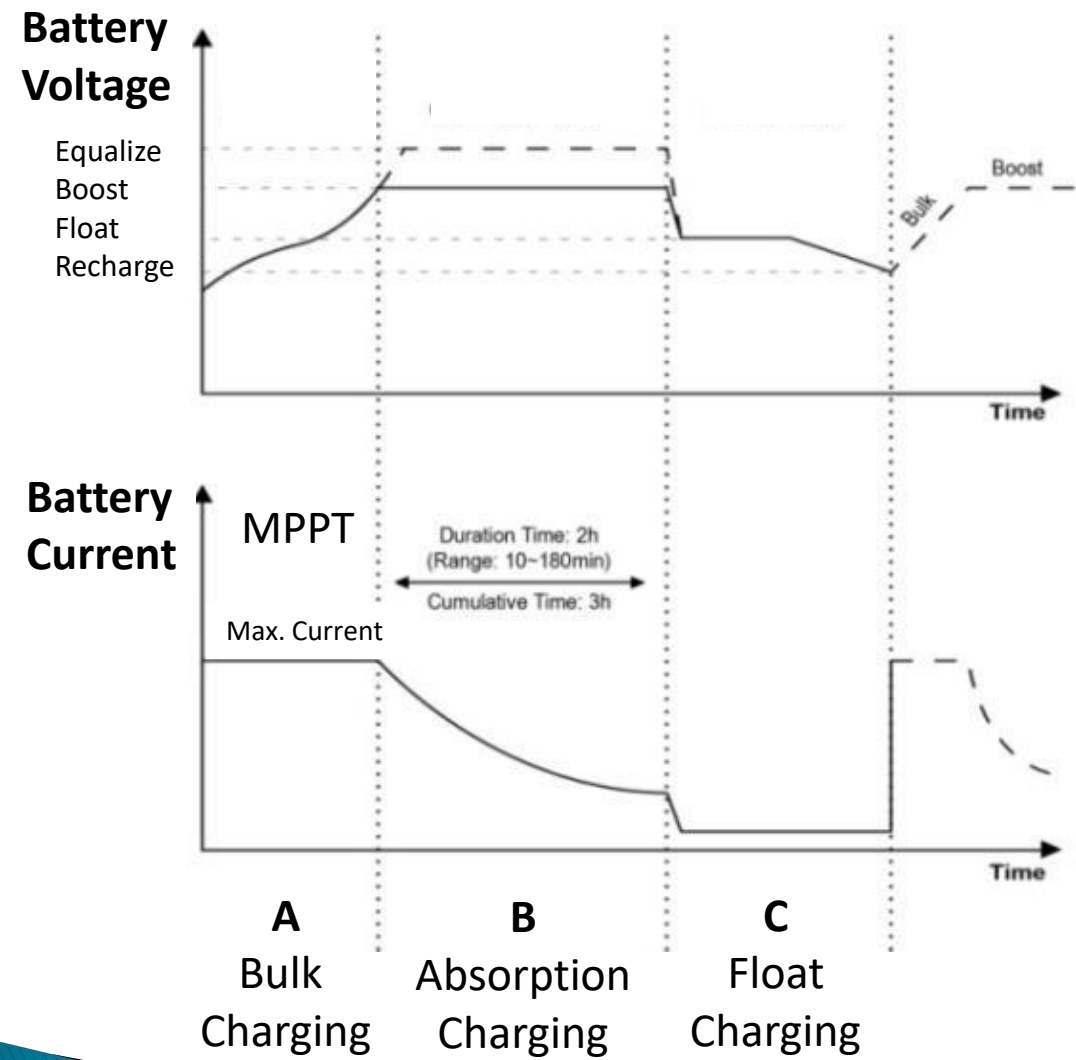 Battery
Voltage
Equalize
Boost
Float
Recharge
Bulk
Boost
Time
Battery
Current
MPPT
Duration Time: 2h
(Range: 10~180min)
Cumulative Time: 3h
Max. Current
Time
A
Bulk
Charging
B
Absorption
Charging
C
Float
Charging